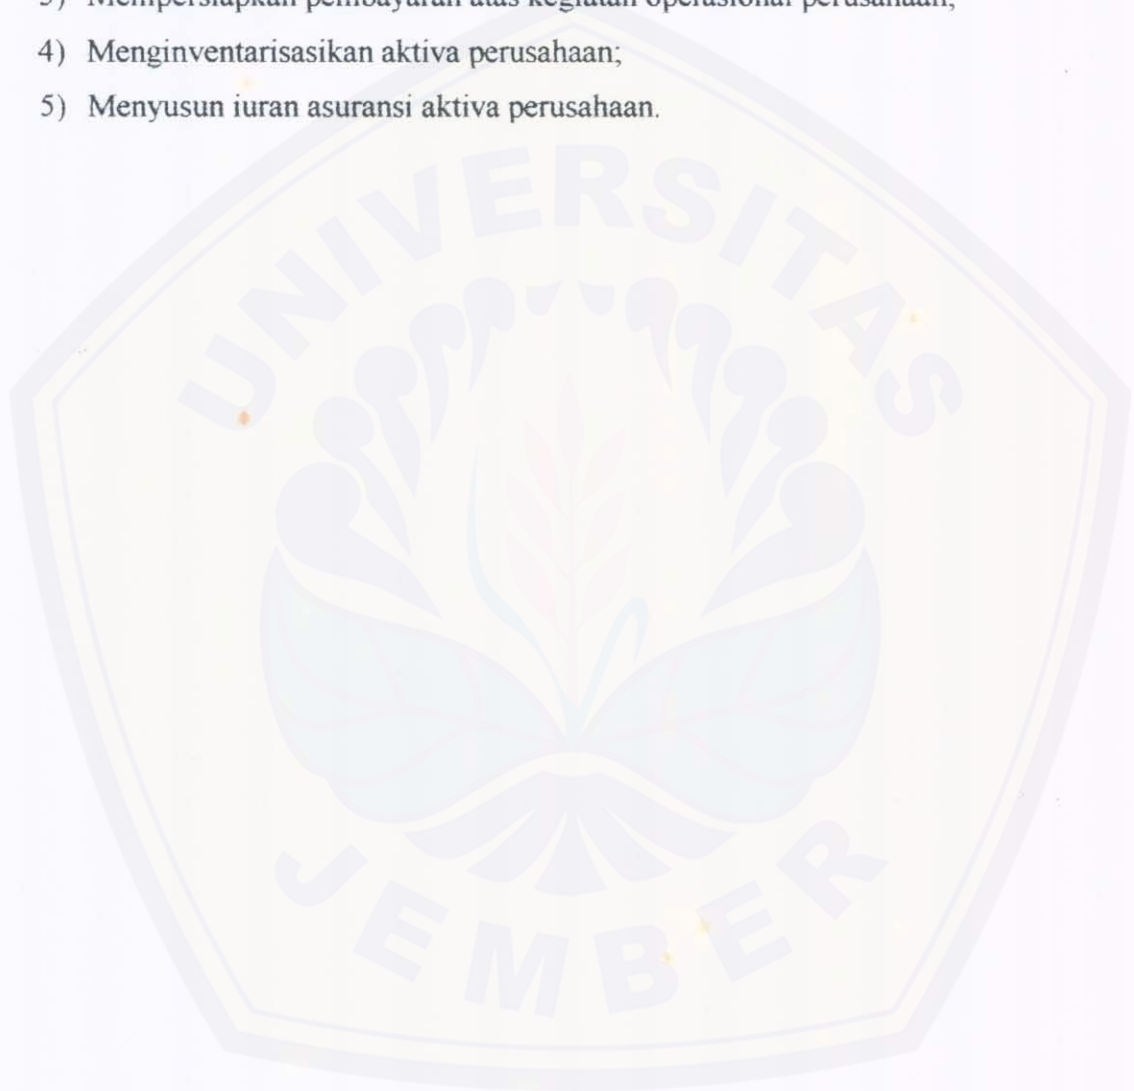 3) Mempersiapkan pembayaran atas kegiatan operasional perusahaan;
4) Menginventarisasikan aktiva perusahaan;
5) Menyusun iuran asuransi aktiva perusahaan.
UNIVERSITAS
JEMBER